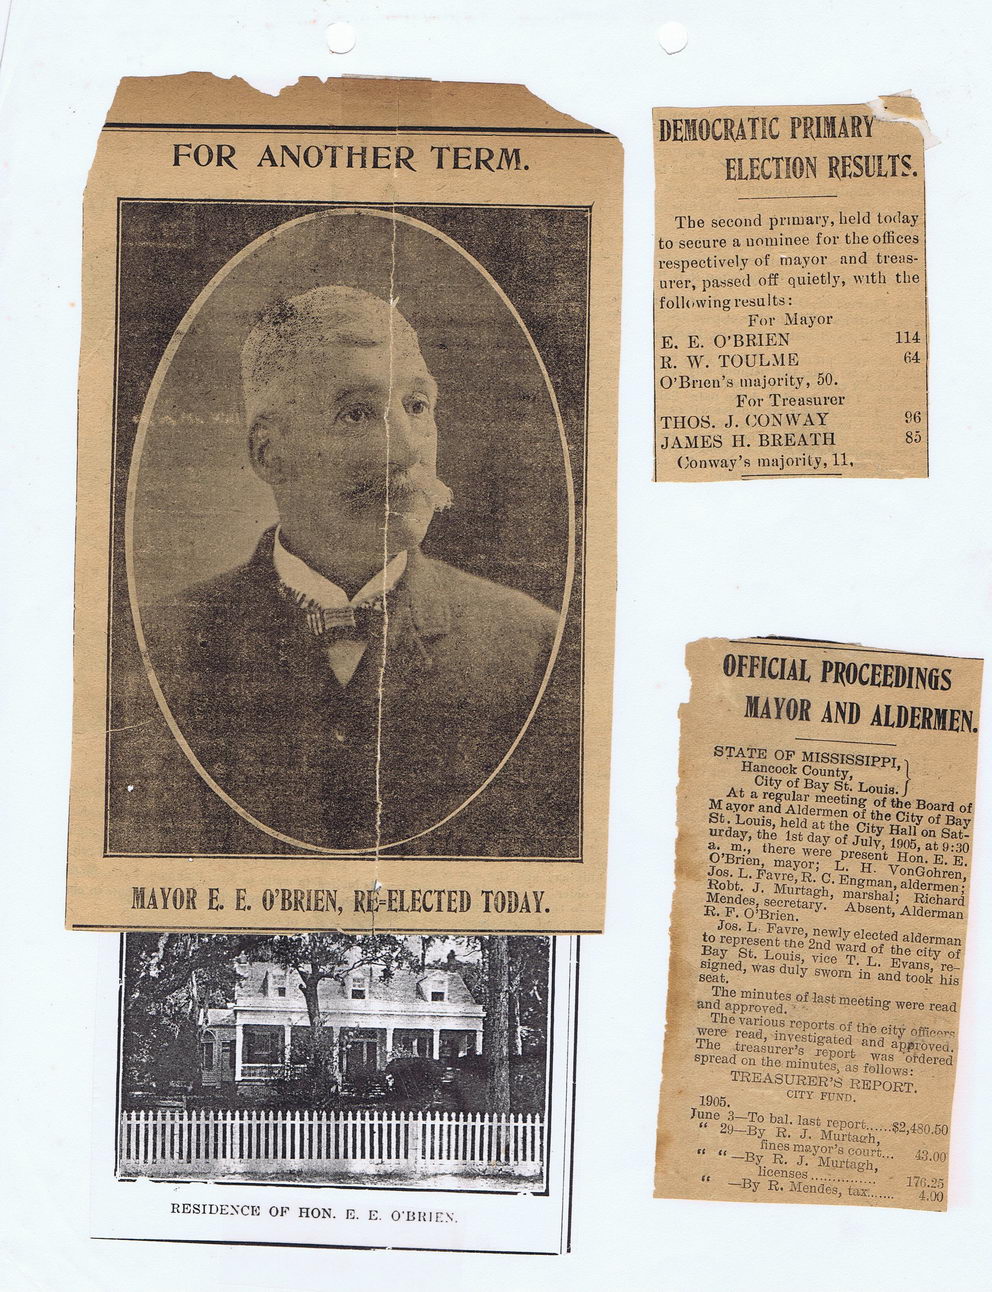 FOR ANOTHER TERM.
MAYOR E. E. O'BRIEN, RE=ELECTED TODAY.
RESIDENCE OF HON. E. E. O'BRIEN.
DEMOCRATIC PRIMARY
ELECTION RESULTS.
The second primary, held today
to secure a nominee for the offices
respectively of mayor and treas-
urer, passed off quietly, with the
following results:
For Mayor
E. E. O'BRIEN 114
R. W. TOULME 64
O'Brien's majority, 50.
For Treasurer
THOS. J. CONWAY 96
JAMES H. BREATH 85
Conway's majority, 11.
OFFICIAL PROCEEDINGS
MAYOR AND ALDERMEN.
STATE OF MISSISSIPPI,
Hancock County,
City of Bay St. Louis.
At a regular meeting of the Board of
Mayor and Aldermen of the City of Bay
St. Louis, held at the City Hall on Sat-
urday, the 1st day of July, 1905, at 9:30
a. m., there were present Hon. E. E.
O'Brien, mayor; L. H. VonGohren,
Jos. L. Favre, R. C. Engman, aldermen;
Robt. J. Murtagh, marshal; Richard
Mendes, secretary. Absent, Alderman
R. F. O'Brien.
Jos. L. Favre, newly elected alderman
to represent the 2nd ward of the city of
Bay St. Louis, vice T. L. Evans, re-
signed, was duly sworn in and took his
seat.
The minutes of last meeting were read
and approved.
The various reports of the city officers
were read, investigated and approved.
The treasurer's report was ordered
spread on the minutes, as follows:
TREASURER'S REPORT.
CITY FUND.
1905.
June 3—To bal. last report......$2,480.50
" 29—By R. J. Murtagh,
fines mayor's court... 43.00
" " —By R. J. Murtagh,
licenses.............. 176.25
" —By R. Mendes, tax...... 4.00